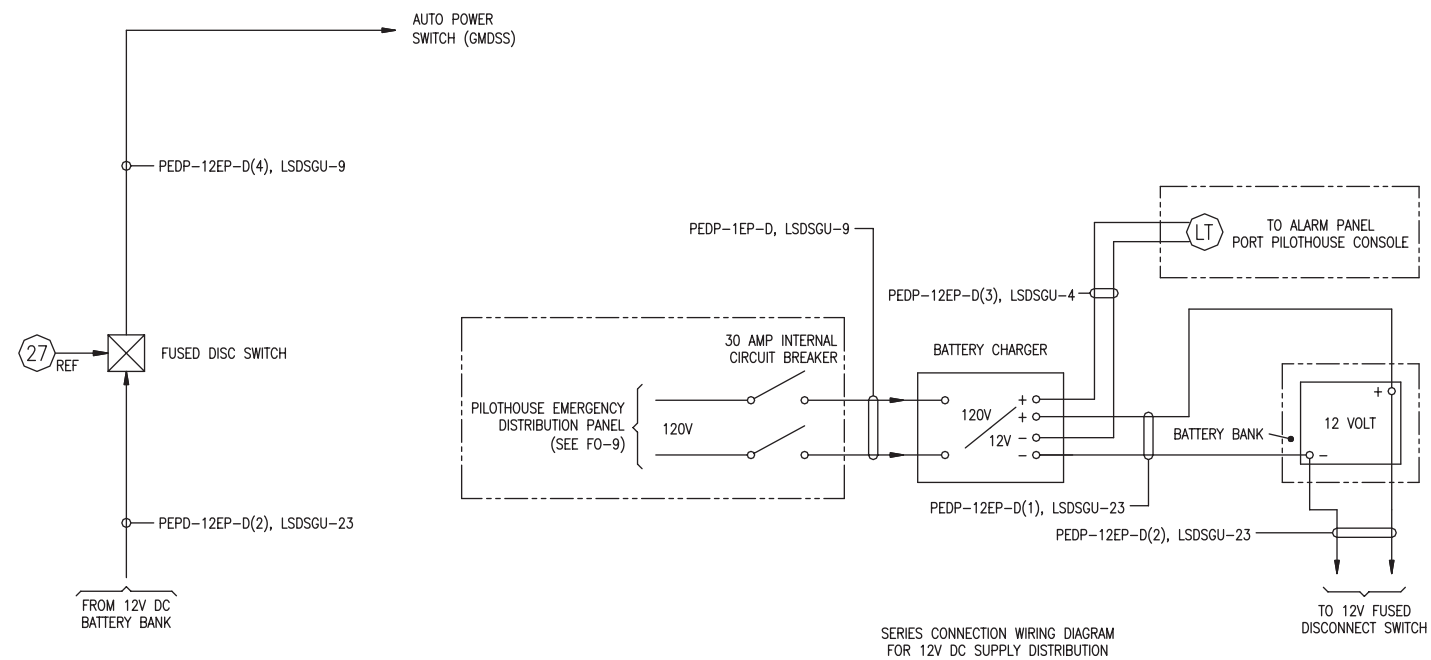 AUTO POWER
SWITCH (GMDSS)
PEDP-12EP-D(4), LSDSGU-9
27
REF
FUSED DISC SWITCH
PEPD-12EP-D(2), LSDSGU-23
FROM 12V DC
BATTERY BANK
PEDP-1EP-D, LSDSGU-9
LT
TO ALARM PANEL
PORT PILOTHOUSE CONSOLE
PEDP-12EP-D(3), LSDSGU-4
30 AMP INTERNAL
CIRCUIT BREAKER
BATTERY CHARGER
PILOTHOUSE EMERGENCY
DISTRIBUTION PANEL
(SEE FO-9)
120V
120V
12V
+
+
-
-
+
12 VOLT
BATTERY BANK
-
PEDP-12EP-D(1), LSDSGU-23
PEDP-12EP-D(2), LSDSGU-23
TO 12V FUSED
DISCONNECT SWITCH
SERIES CONNECTION WIRING DIAGRAM
FOR 12V DC SUPPLY DISTRIBUTION